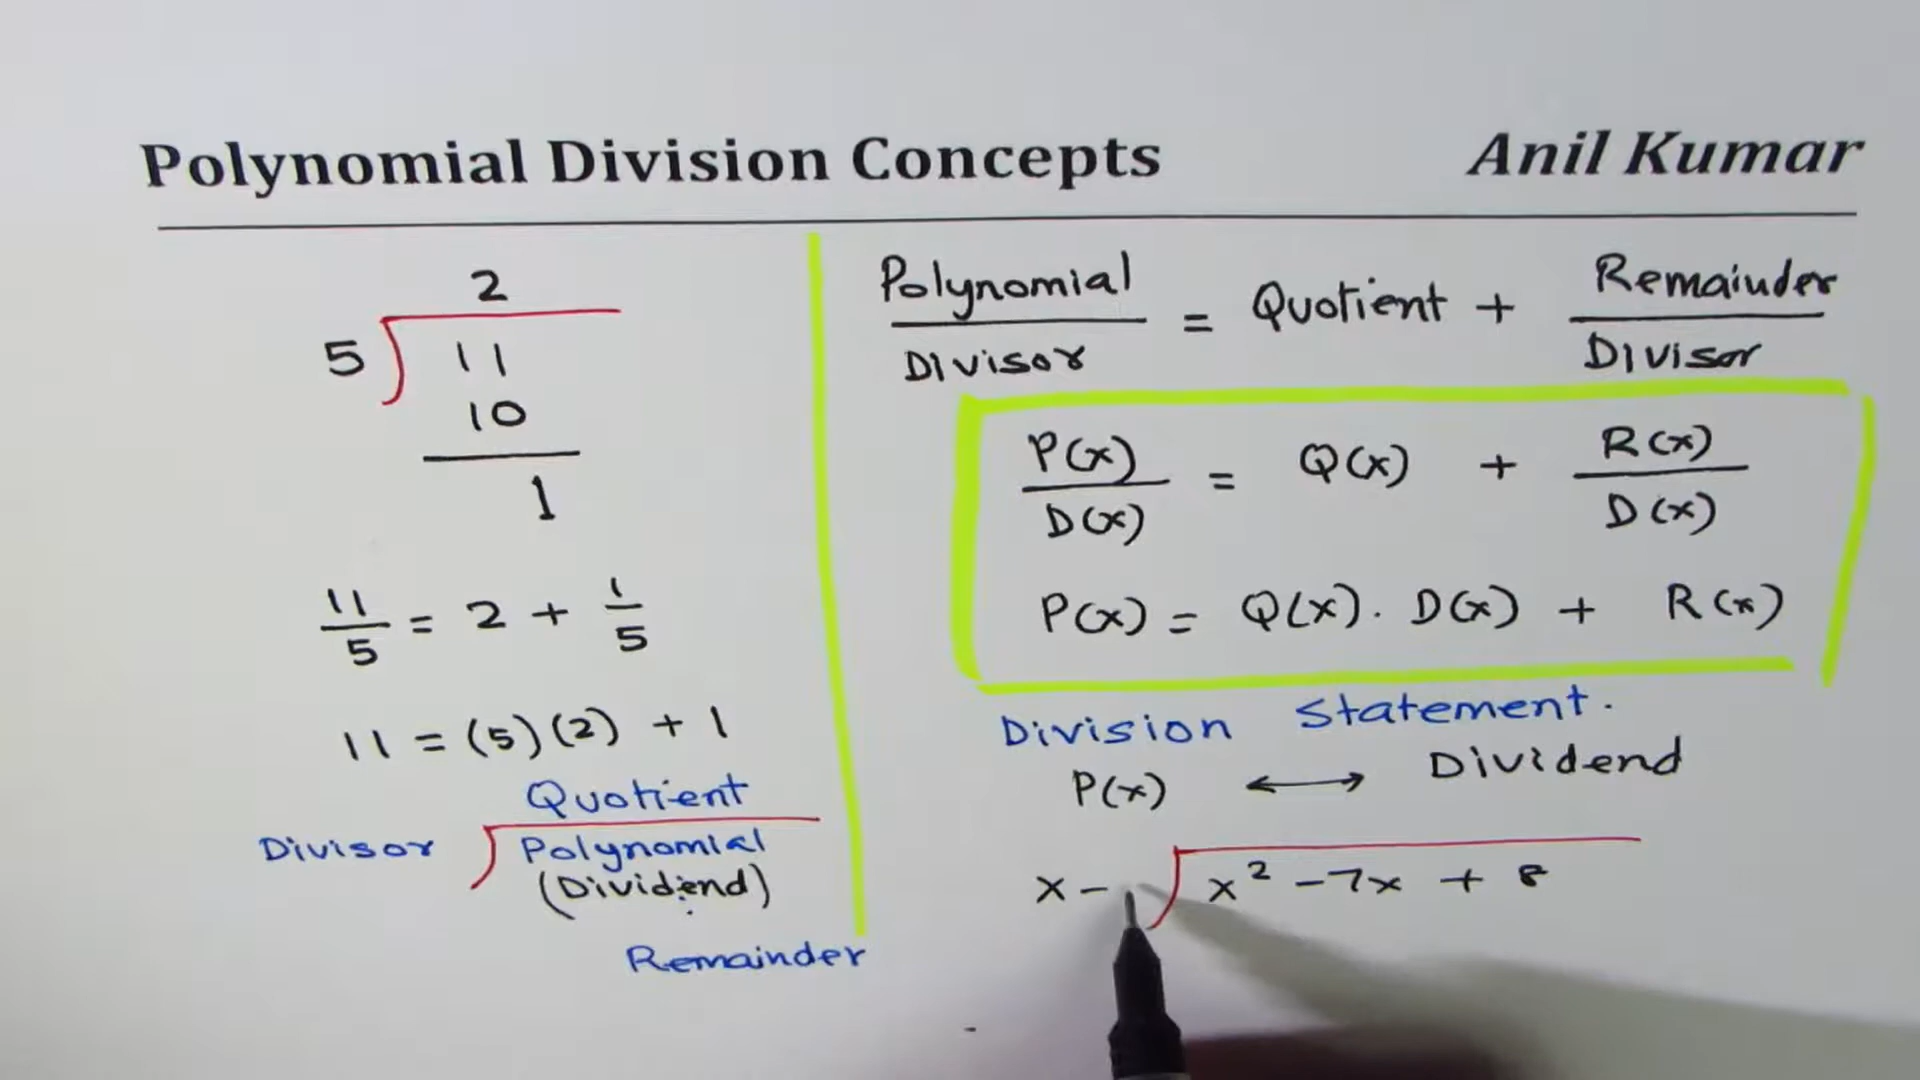 Polynomial Division Concepts
Anil Kumar
2
5 11
10
1
11/5 = 2 + 1/5
11 = (5)(2) + 1
Quotient
Divisor Polynomial
(Dividend)
Remainder
Polynomial/Divisor = Quotient + Remainder/Divisor
P(x)/D(x) = Q(x) + R(x)/D(x)
P(x) = Q(x) . D(x) + R(x)
Division Statement.
P(x) ⟷ Dividend
x - x² - 7x + 8